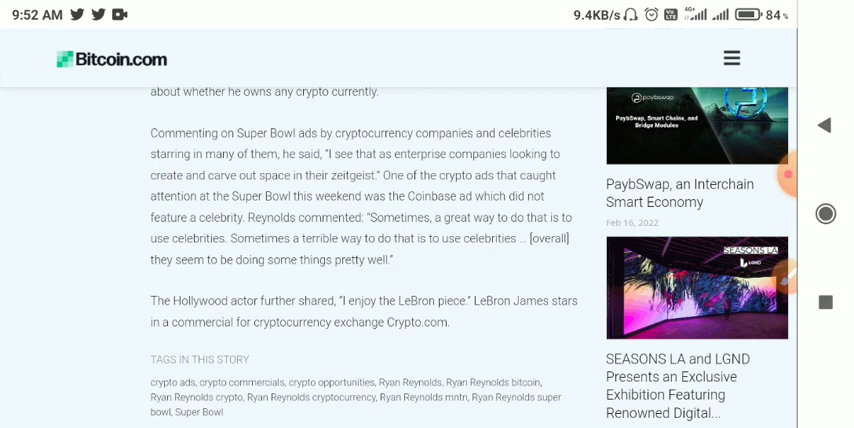 9:52 AM
9.4KB/s
4G+
84%
Bitcoin.com
about whether he owns any crypto currently.
Commenting on Super Bowl ads by cryptocurrency companies and celebrities
starring in many of them, he said, “I see that as enterprise companies looking to
create and carve out space in their zeitgeist.” One of the crypto ads that caught
attention at the Super Bowl this weekend was the Coinbase ad which did not
feature a celebrity. Reynolds commented: “Sometimes, a great way to do that is to
use celebrities. Sometimes a terrible way to do that is to use celebrities … [overall]
they seem to be doing some things pretty well.”
The Hollywood actor further shared, “I enjoy the LeBron piece.” LeBron James stars
in a commercial for cryptocurrency exchange Crypto.com.
TAGS IN THIS STORY
crypto ads, crypto commercials, crypto opportunities, Ryan Reynolds, Ryan Reynolds bitcoin,
Ryan Reynolds crypto, Ryan Reynolds cryptocurrency, Ryan Reynolds mntn, Ryan Reynolds super
bowl, Super Bowl
paybswap
PaybSwap, Smart Chains, and
Bridge Modules
PaybSwap, an Interchain
Smart Economy
Feb 16, 2022
SEASONS LA
LGND
SEASONS LA and LGND
Presents an Exclusive
Exhibition Featuring
Renowned Digital...